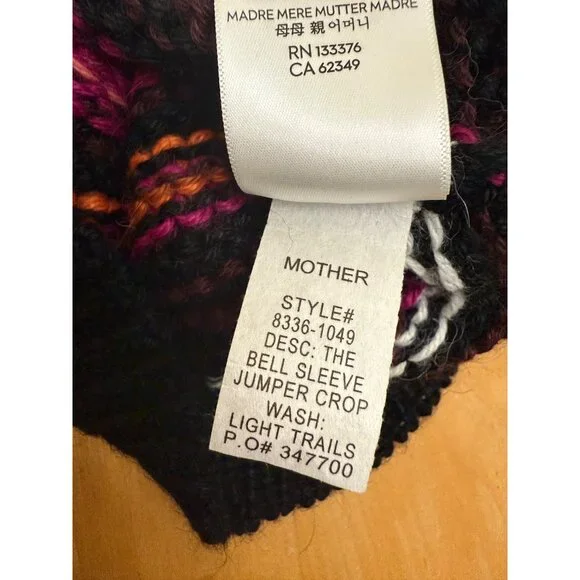 MADRE MERE MUTTER MADRE
母母 親 어머니
RN 133376
CA 62349
MOTHER
STYLE#
8336-1049
DESC: THE
BELL SLEEVE
JUMPER CROP
WASH:
LIGHT TRAILS
P.O# 347700